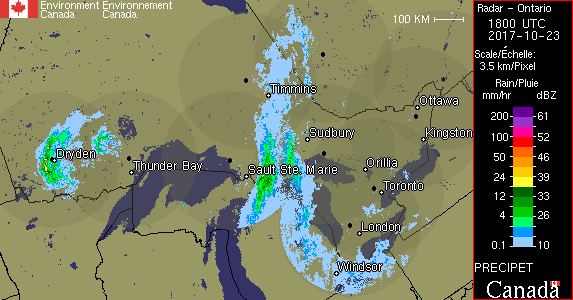 Environment Environnement
Canada Canada
100 KM
Timmins
Ottawa
Sudbury
Kingston
Dryden
Thunder Bay
Sault Ste. Marie
Orillia
Toronto
London
Windsor
Radar - Ontario
1800 UTC
2017-10-23
Scale/Échelle:
3.5 km/Pixel
Rain/Pluie
mm/hr dBZ
200 61
100 52
50 46
24 39
12 33
4 26
0.1 10
PRECIPET
Canada